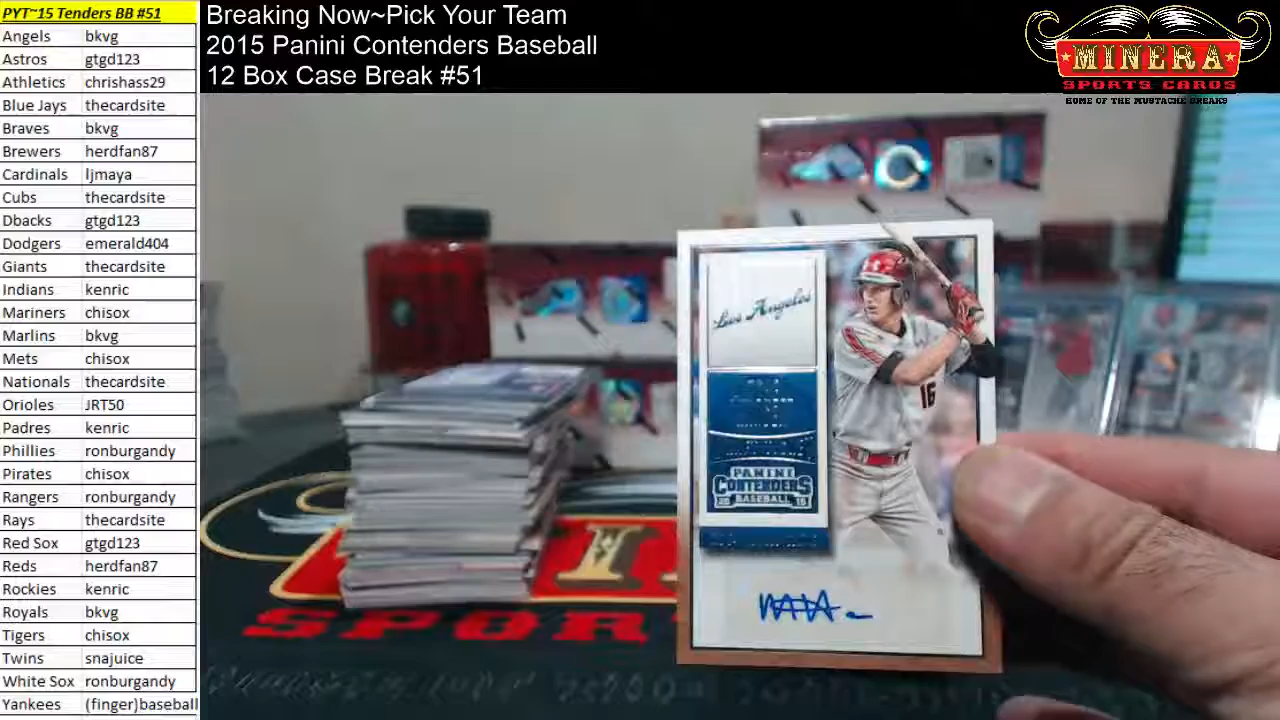 PYT~15 Tenders BB #51
Angels bkvg
Astros gtgd123
Athletics chrishass29
Blue Jays thecardsite
Braves bkvg
Brewers herdfan87
Cardinals ljmaya
Cubs thecardsite
Dbacks gtgd123
Dodgers emerald404
Giants thecardsite
Indians kenric
Mariners chisox
Marlins bkvg
Mets chisox
Nationals thecardsite
Orioles JRT50
Padres kenric
Phillies ronburgandy
Pirates chisox
Rangers ronburgandy
Rays thecardsite
Red Sox gtgd123
Reds herdfan87
Rockies kenric
Royals bkvg
Tigers chisox
Twins snajuice
White Sox ronburgandy
Yankees (finger)baseball
Breaking Now~Pick Your Team
2015 Panini Contenders Baseball
12 Box Case Break #51
MINERA
SPORTS CARDS
HOME OF THE MUSTACHE BREAKS
Los Angeles
16
PANINI
CONTENDERS
20 BASEBALL 15
SPOR